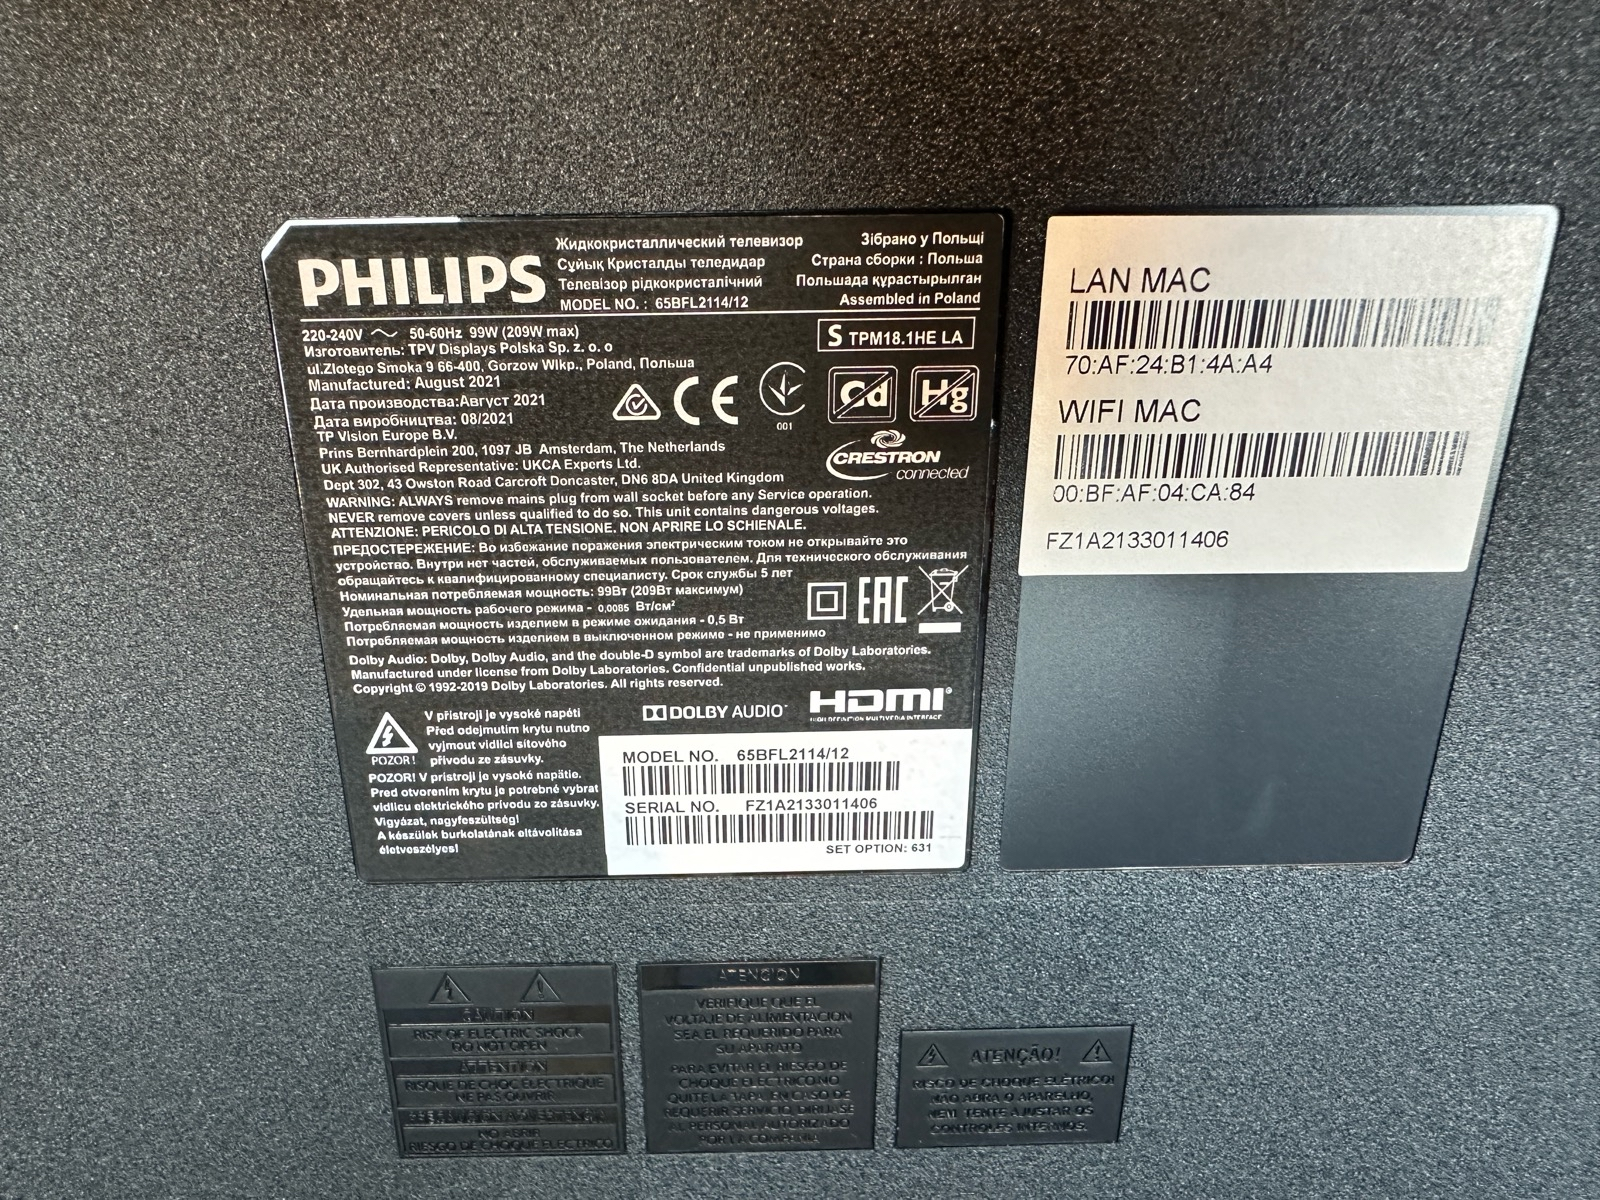 PHILIPS
Жидкокристаллический телевизор
Сұйық Кристалды теледидар
Телевізор рідкокристалічний
MODEL NO. : 65BFL2114/12
Зібрано у Польщі
Страна сборки : Польша
Польшада құрастырылған
Assembled in Poland
220-240V ~ 50-60Hz 99W (209W max)
S TPM18.1HE LA
Изготовитель: TPV Displays Polska Sp. z. o. o
ul.Zlotego Smoka 9 66-400, Gorzow Wlkp., Poland, Польша
Manufactured: August 2021
Дата производства:Август 2021
Дата виробництва: 08/2021
CE
001
Cd
Hg
TP Vision Europe B.V.
Prins Bernhardplein 200, 1097 JB Amsterdam, The Netherlands
UK Authorised Representative: UKCA Experts Ltd.
Dept 302, 43 Owston Road Carcroft Doncaster, DN6 8DA United Kingdom
CRESTRON
connected
WARNING: ALWAYS remove mains plug from wall socket before any Service operation.
NEVER remove covers unless qualified to do so. This unit contains dangerous voltages.
ATTENZIONE: PERICOLO DI ALTA TENSIONE. NON APRIRE LO SCHIENALE.
ПРЕДОСТЕРЕЖЕНИЕ: Во избежание поражения электрическим током не открывайте это
устройство. Внутри нет частей, обслуживаемых пользователем. Для технического обслуживания
обращайтесь к квалифицированному специалисту. Срок службы 5 лет
Номинальная потребляемая мощность: 99Вт (209Вт максимум)
Удельная мощность рабочего режима - 0,0085 Вт/см²
Потребляемая мощность изделием в режиме ожидания - 0,5 Вт
Потребляемая мощность изделием в выключенном режиме - не применимо
EAC
Dolby Audio: Dolby, Dolby Audio, and the double-D symbol are trademarks of Dolby Laboratories.
Manufactured under license from Dolby Laboratories. Confidential unpublished works.
Copyright © 1992-2019 Dolby Laboratories. All rights reserved.
DOLBY AUDIO™
HDMI®
HIGH DEFINITION MULTIMEDIA INTERFACE
POZOR!
V přístroji je vysoké napětí
Před odejmutím krytu nutno
vyjmout vidlici síťového
přívodu ze zásuvky.
POZOR! V prístroji je vysoké napätie.
Pred otvorením krytu je potrebné vybrat
vidlicu elektrického prívodu zo zásuvky.
Vigyázat, nagyfeszültség!
A készülék burkolatának eltávolítása
életveszélyes!
MODEL NO. 65BFL2114/12
SERIAL NO. FZ1A2133011406
SET OPTION: 631
LAN MAC
70:AF:24:B1:4A:A4
WIFI MAC
00:BF:AF:04:CA:84
FZ1A2133011406
CAUTION
RISK OF ELECTRIC SHOCK
DO NOT OPEN
ATTENTION
RISQUE DE CHOC ELECTRIQUE
NE PAS OUVRIR
NO ABRIR
RIESGO DE CHOQUE ELECTRICO
ATENCION
VERIFIQUE QUE EL
VOLTAJE DE ALIMENTACION
SEA EL REQUERIDO PARA
SU APARATO
PARA EVITAR EL RIESGO DE
CHOQUE ELECTRICO NO
QUITE LA TAPA, EN CASO DE
REQUERIR SERVICIO, DIRIJASE
AL PERSONAL AUTORIZADO
POR LA COMPANIA
ATENÇÃO!
RISCO DE CHOQUE ELÉTRICO!
NÃO ABRA O APARELHO,
NEM TENTE AJUSTAR OS
CONTROLES INTERNOS.